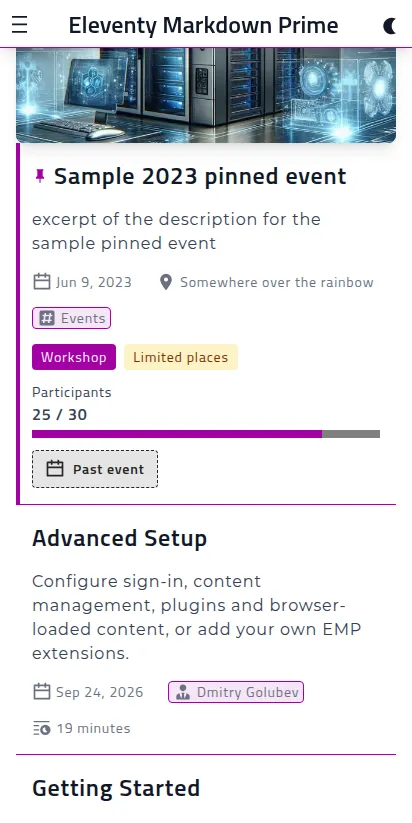 Eleventy Markdown Prime
Sample 2023 pinned event
excerpt of the description for the
sample pinned event
Jun 9, 2023 Somewhere over the rainbow
Events
Workshop Limited places
Participants
25 / 30
Past event
Advanced Setup
Configure sign-in, content
management, plugins and browser-
loaded content, or add your own EMP
extensions.
Sep 24, 2026 Dmitry Golubev
19 minutes
Getting Started